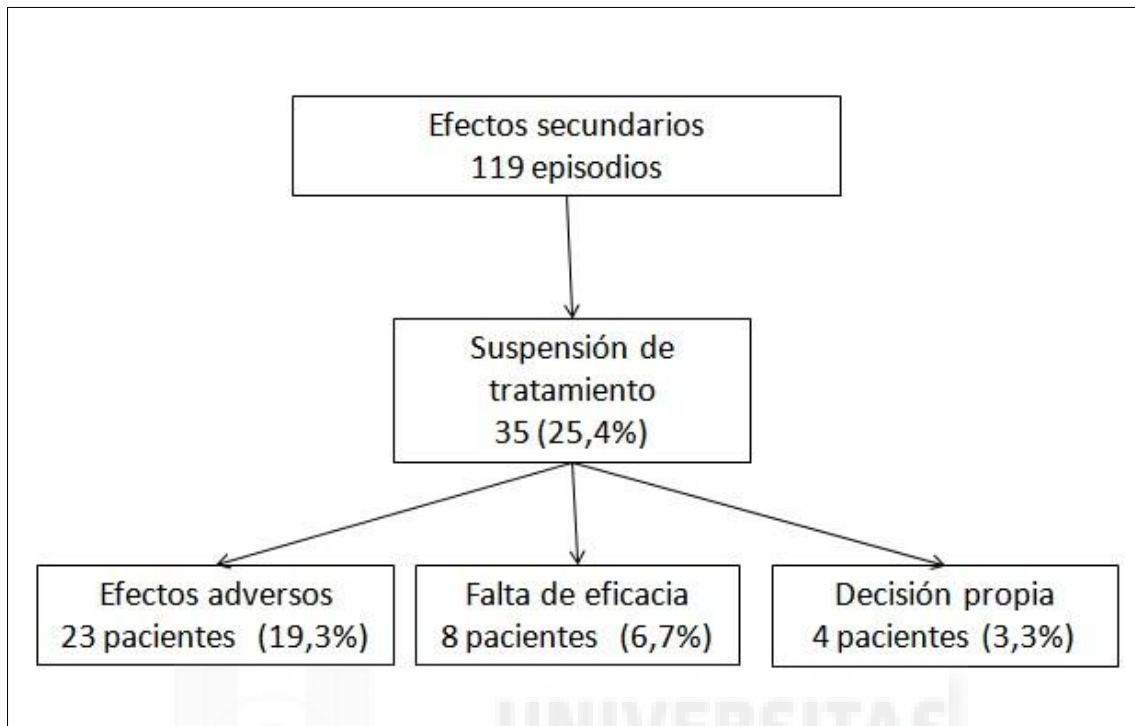 Efectos secundarios
119 episodios
Suspensión de
tratamiento
35 (25,4%)
Efectos adversos
23 pacientes (19,3%)
Falta de eficacia
8 pacientes (6,7%)
Decisión propia
4 pacientes (3,3%)
UNIVERSITAS